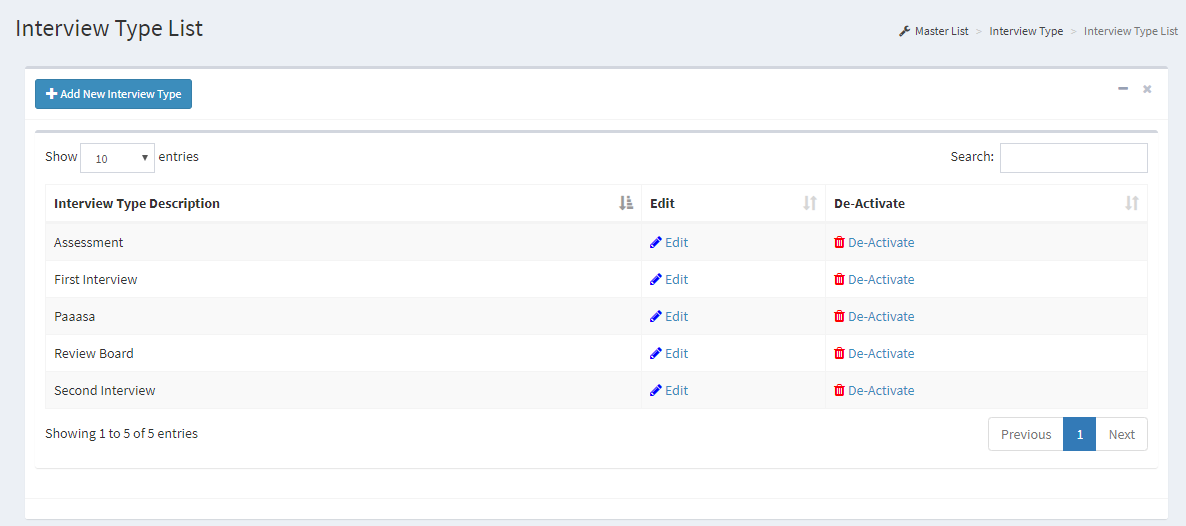 Interview Type List
Master List > Interview Type > Interview Type List
Add New Interview Type
Show 10 entries Search:
Interview Type Description Edit De-Activate
Assessment Edit De-Activate
First Interview Edit De-Activate
Paaasa Edit De-Activate
Review Board Edit De-Activate
Second Interview Edit De-Activate
Showing 1 to 5 of 5 entries Previous 1 Next